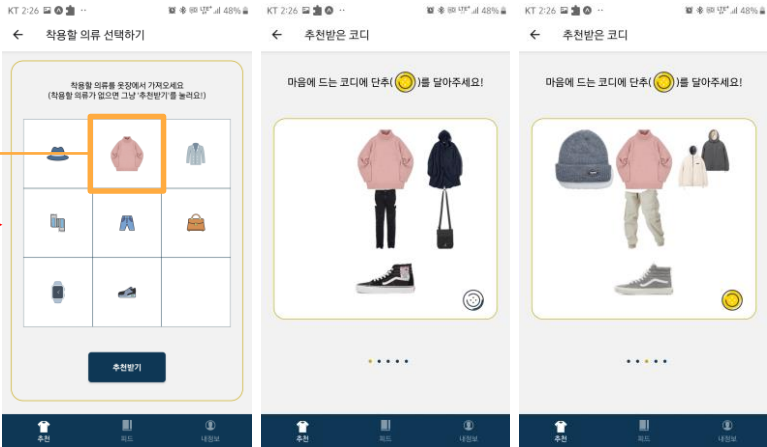 KT 2:26
48%
착용할 의류 선택하기
착용할 의류를 옷장에서 가져오세요
(착용할 의류가 없으면 그냥 '추천받기'를 눌러요!)
추천받기
추천
피드
내정보
KT 2:26
48%
추천받은 코디
마음에 드는 코디에 단추( )를 달아주세요!
추천
피드
내정보
KT 2:26
48%
추천받은 코디
마음에 드는 코디에 단추( )를 달아주세요!
추천
피드
내정보